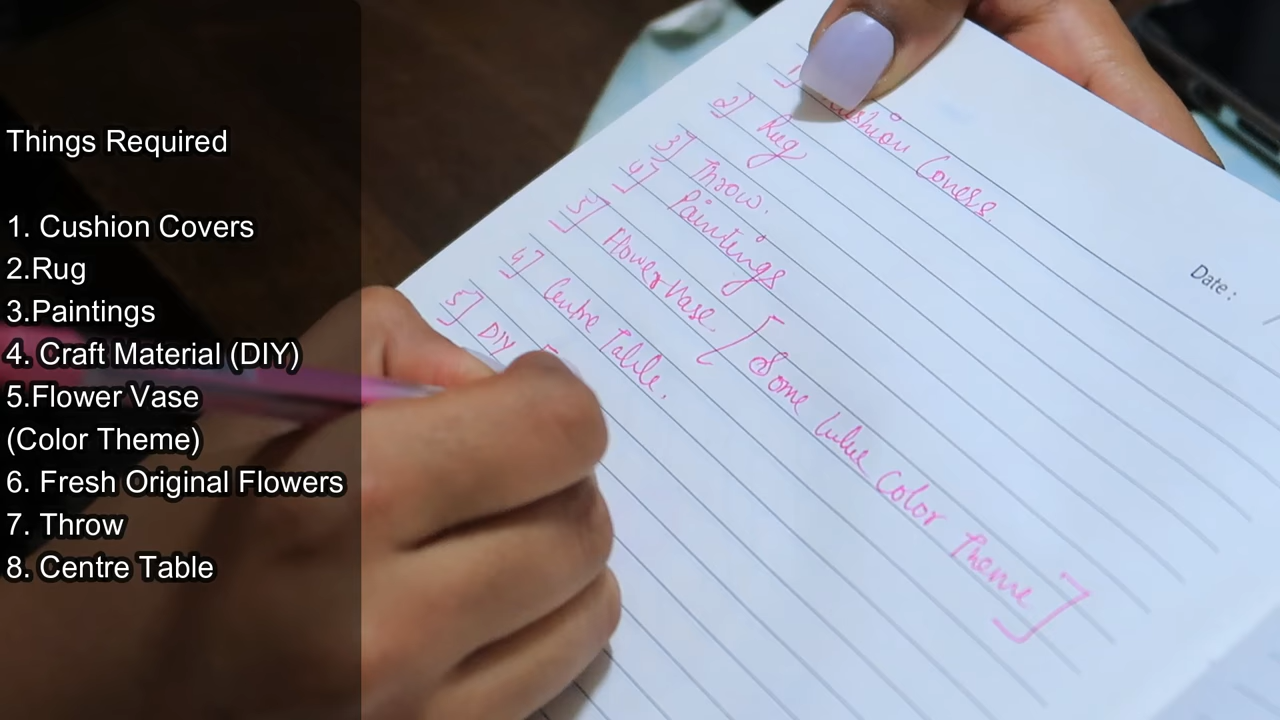 Things Required
1. Cushion Covers
2.Rug
3.Paintings
4. Craft Material (DIY)
5.Flower Vase
(Color Theme)
6. Fresh Original Flowers
7. Throw
8. Centre Table
Date :
1] Cushion Covers
2] Rug
3] Throw.
4] Paintings
5] Flower Vase. [Some color Theme]
4] Centre Table.
5] DIY